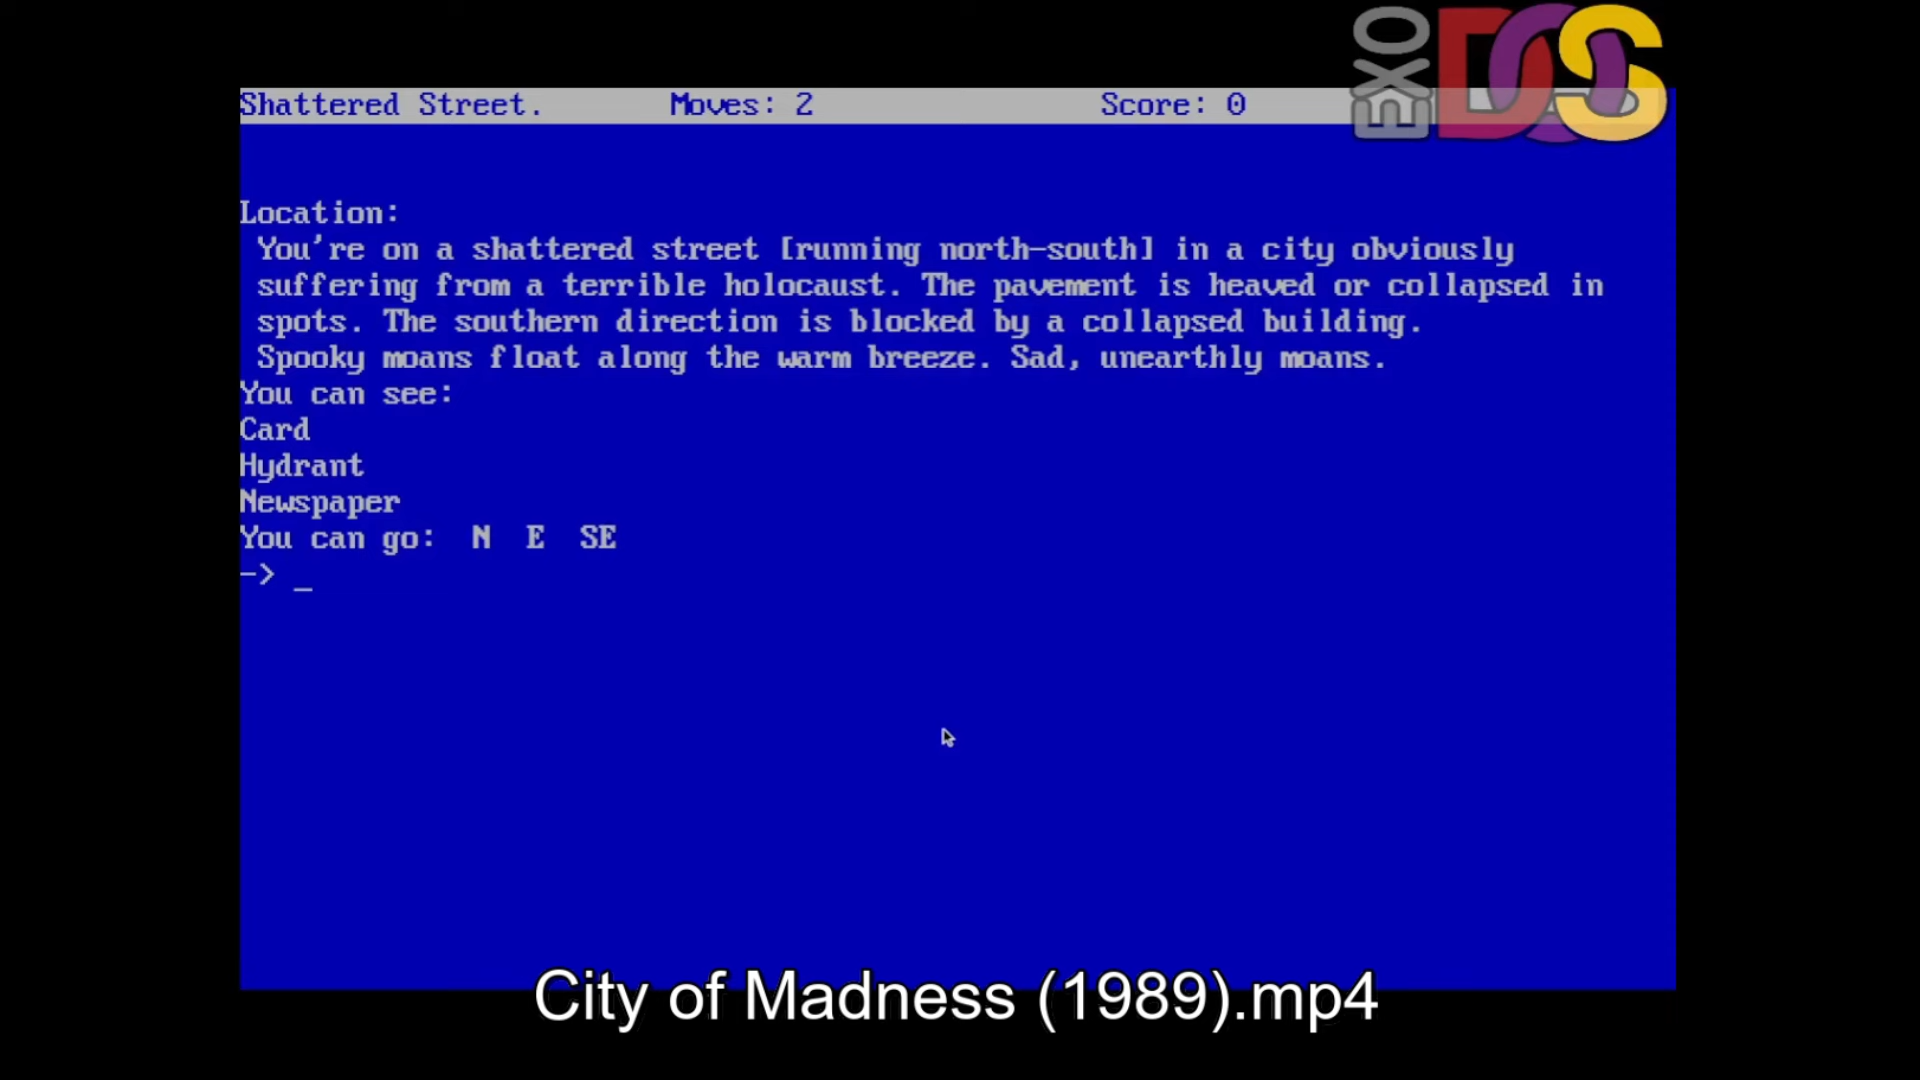 EXO DOS
Shattered Street. Moves: 2 Score: 0
Location:
You're on a shattered street [running north-south] in a city obviously
suffering from a terrible holocaust. The pavement is heaved or collapsed in
spots. The southern direction is blocked by a collapsed building.
Spooky moans float along the warm breeze. Sad, unearthly moans.
You can see:
Card
Hydrant
Newspaper
You can go: N E SE
-> _
City of Madness (1989).mp4